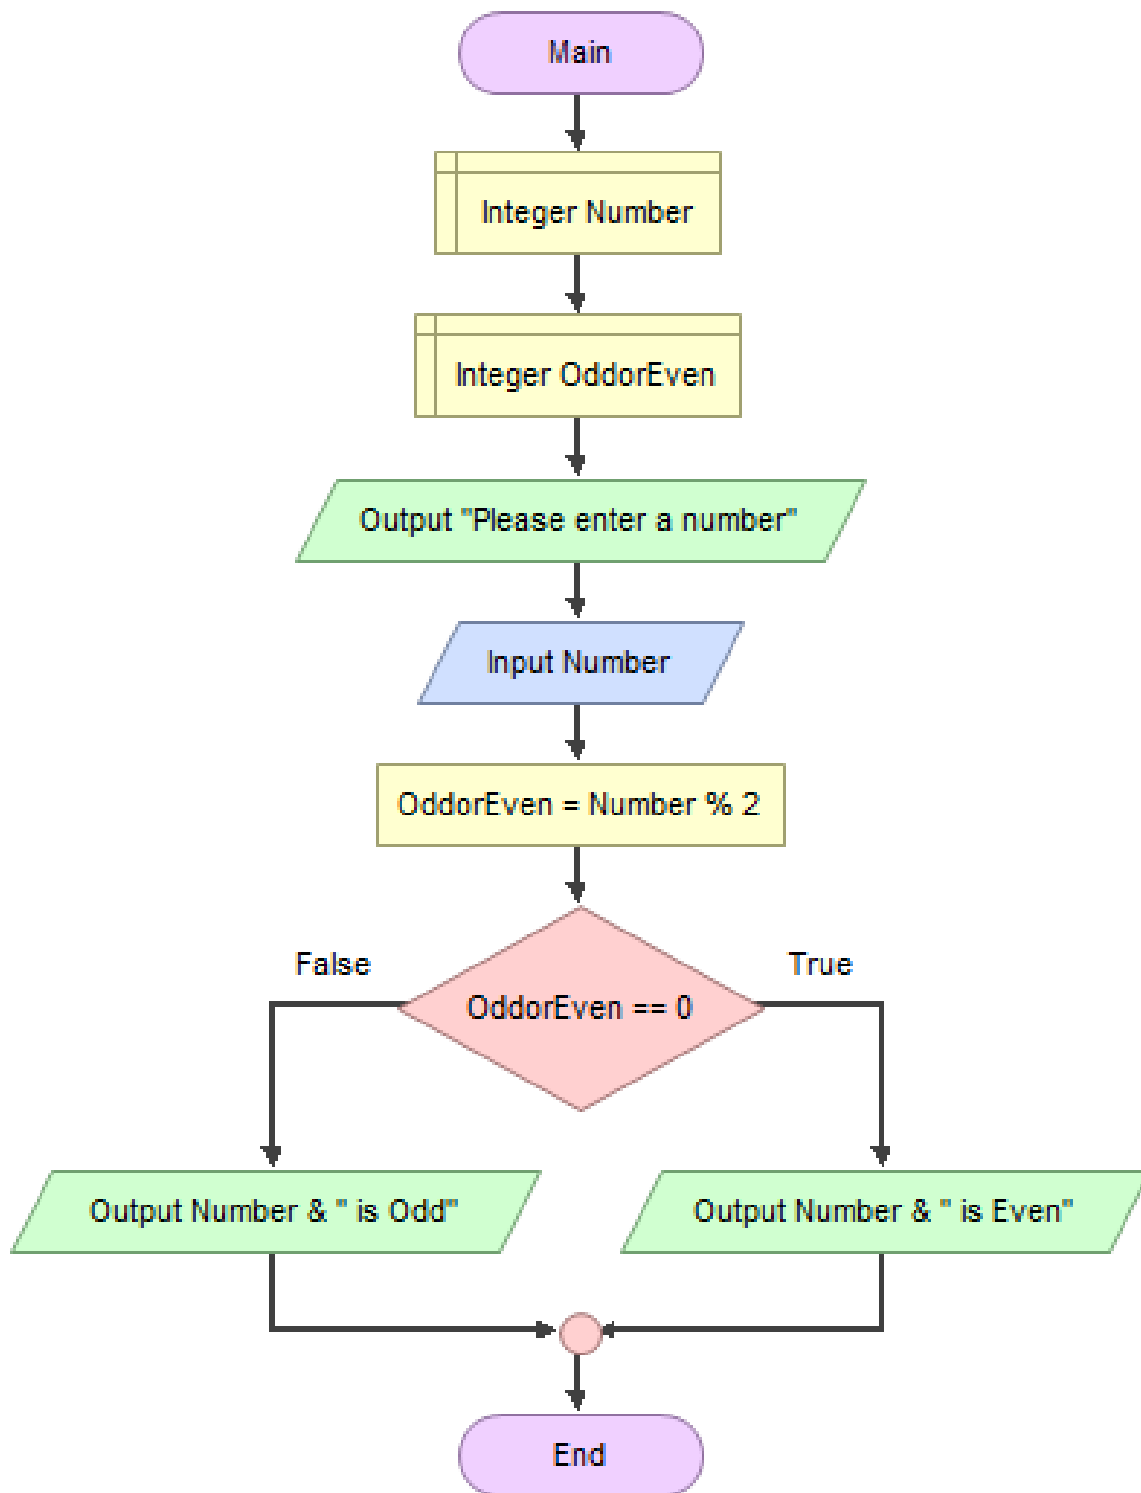 Main
Integer Number
Integer OddorEven
Output "Please enter a number"
Input Number
OddorEven = Number % 2
False
True
OddorEven == 0
Output Number & " is Odd"
Output Number & " is Even"
End